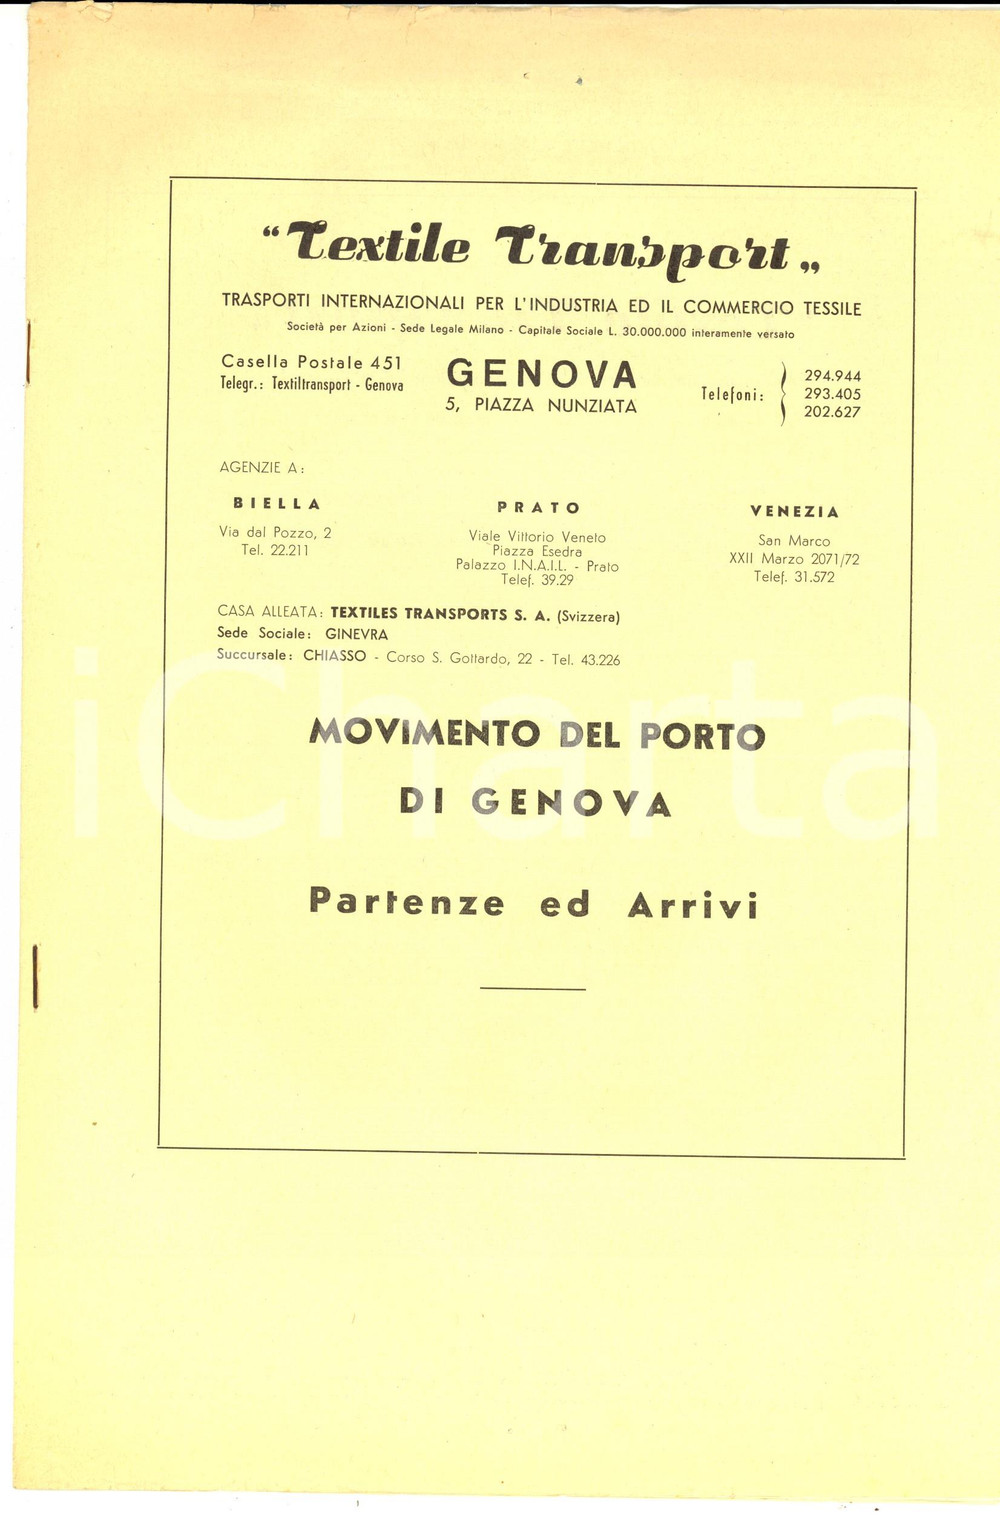 “Textile Transport„
TRASPORTI INTERNAZIONALI PER L'INDUSTRIA ED IL COMMERCIO TESSILE
Società per Azioni - Sede Legale Milano - Capitale Sociale L. 30.000.000 interamente versato
Casella Postale 451
Telegr.: Textiltransport - Genova
GENOVA
5, PIAZZA NUNZIATA
Telefoni:
294.944
293.405
202.627
AGENZIE A:
BIELLA
Via dal Pozzo, 2
Tel. 22.211
PRATO
Viale Vittorio Veneto
Piazza Esedra
Palazzo I.N.A.I.L. - Prato
Telef. 39.29
VENEZIA
San Marco
XXII Marzo 2071/72
Telef. 31.572
CASA ALLEATA: TEXTILES TRANSPORTS S. A. (Svizzera)
Sede Sociale: GINEVRA
Succursale: CHIASSO - Corso S. Gottardo, 22 - Tel. 43.226
iCharta
MOVIMENTO DEL PORTO
DI GENOVA
Partenze ed Arrivi